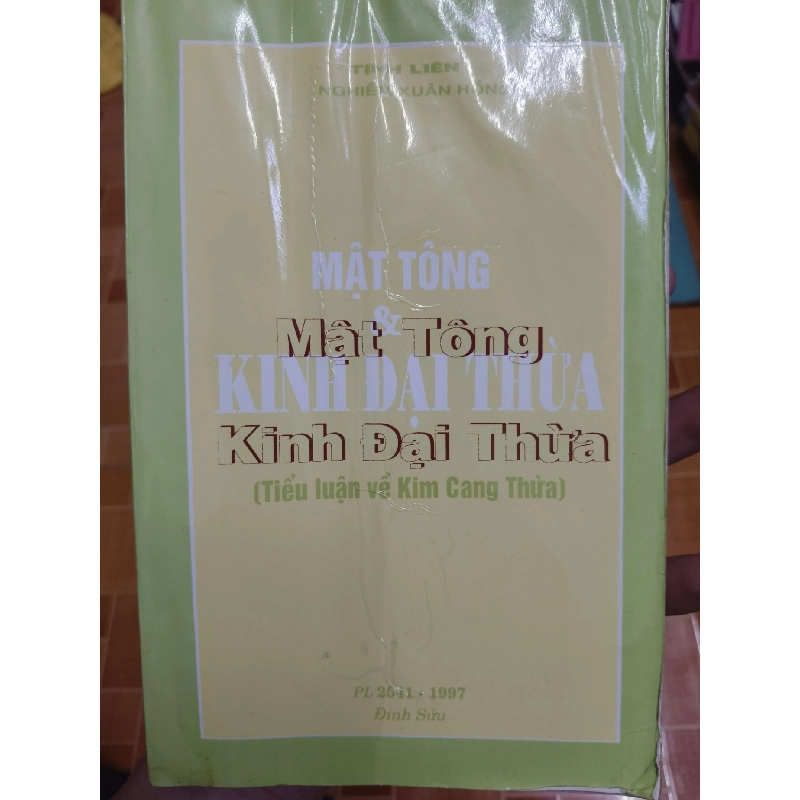 TỊNH LIÊN
NGHIÊM XUÂN HỒNG
MẬT TÔNG
&
Mật Tông
KINH ĐẠI THỪA
Kinh Đại Thừa
(Tiểu luận về Kim Cang Thừa)
PL 2541 - 1997
Đinh Sửu